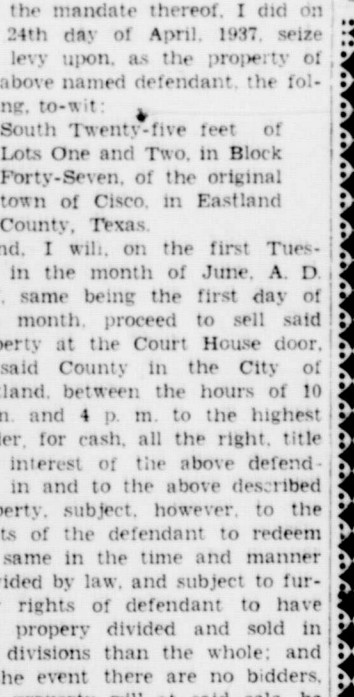 the mandate thereof, I did on
24th day of April, 1937, seize
levy upon, as the property of
above named defendant, the fol-
ng, to-wit:
South Twenty-five feet of
Lots One and Two, in Block
Forty-Seven, of the original
town of Cisco, in Eastland
County, Texas.
nd, I will, on the first Tues-
in the month of June, A. D.
, same being the first day of
month, proceed to sell said
perty at the Court House door,
said County in the City of
tland, between the hours of 10
m. and 4 p. m. to the highest
der, for cash, all the right, title
interest of the above defend-
in and to the above described
perty, subject, however, to the
ts of the defendant to redeem
same in the time and manner
vided by law, and subject to fur-
rights of defendant to have
propery divided and sold in
divisions than the whole; and
he event there are no bidders,